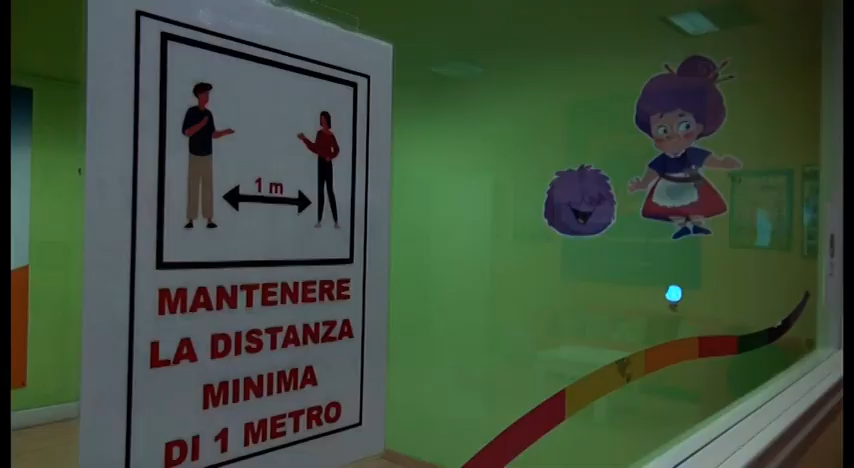 1 m
MANTENERE
LA DISTANZA
MINIMA
DI 1 METRO